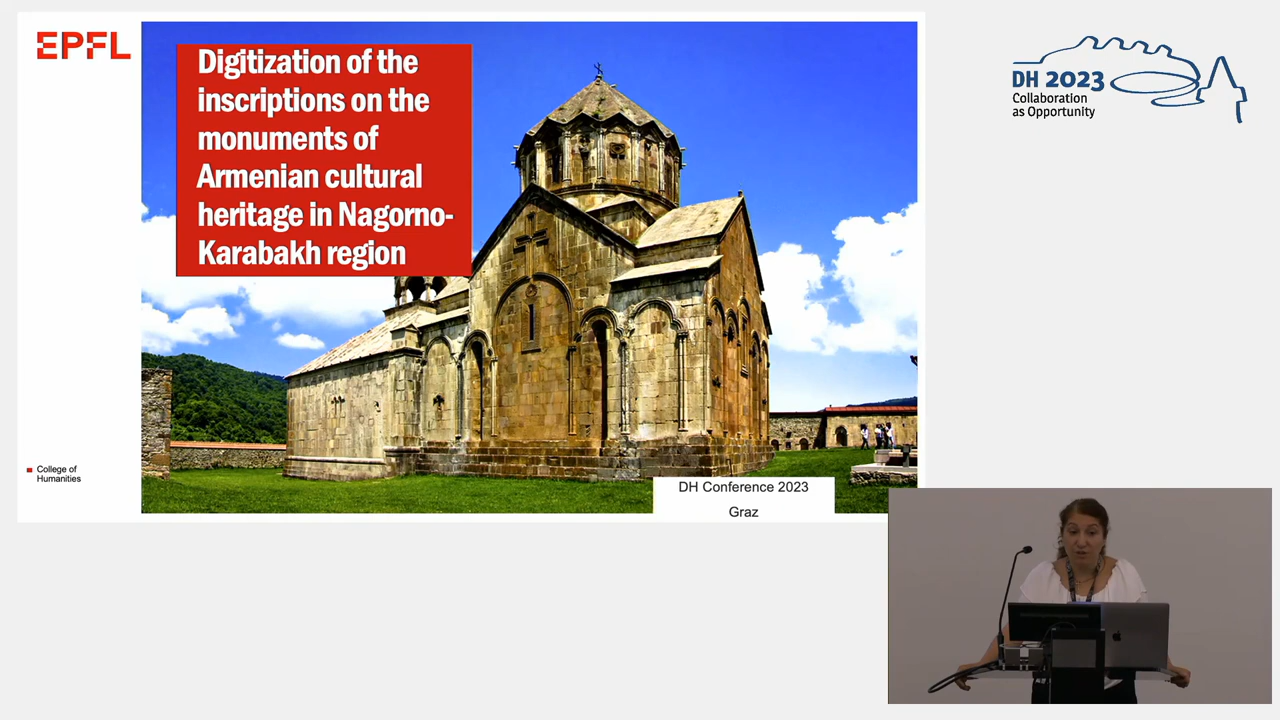 EPFL
Digitization of the
inscriptions on the
monuments of
Armenian cultural
heritage in Nagorno-
Karabakh region
College of
Humanities
DH Conference 2023
Graz
DH 2023
Collaboration
as Opportunity